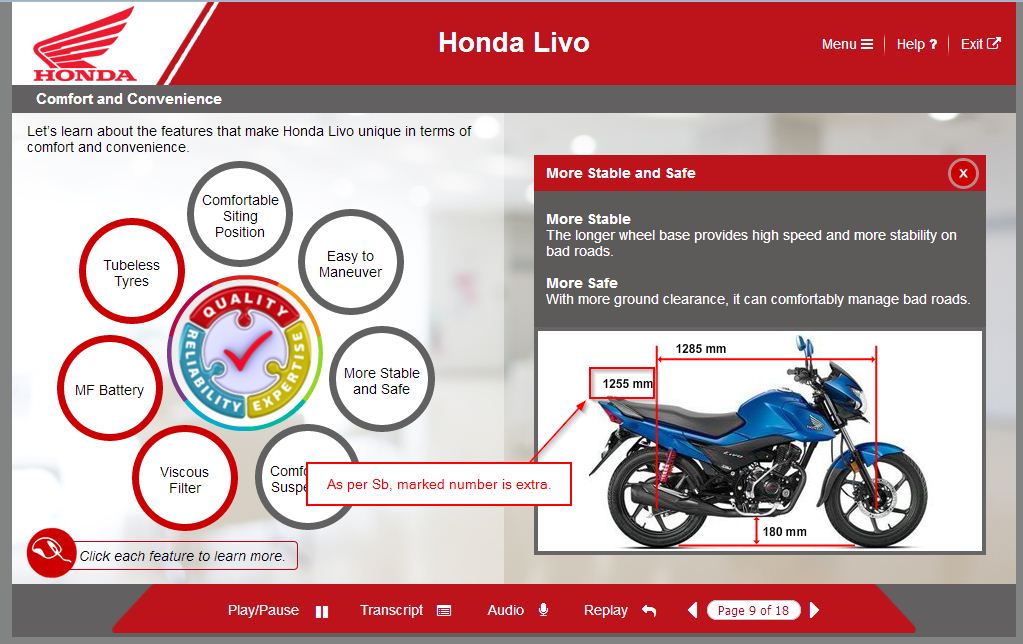 HONDA
Honda Livo
Menu
Help ?
Exit
Comfort and Convenience
Let's learn about the features that make Honda Livo unique in terms of
comfort and convenience.
Comfortable
Siting
Position
Easy to
Maneuver
More Stable
and Safe
Comfo
Suspe
Viscous
Filter
MF Battery
Tubeless
Tyres
QUALITY
EXPERTISE
RELIABILITY
Click each feature to learn more.
More Stable and Safe
X
More Stable
The longer wheel base provides high speed and more stability on
bad roads.
More Safe
With more ground clearance, it can comfortably manage bad roads.
1285 mm
1255 mm
180 mm
HONDA
Livo
As per Sb, marked number is extra.
Play/Pause
Transcript
Audio
Replay
Page 9 of 18